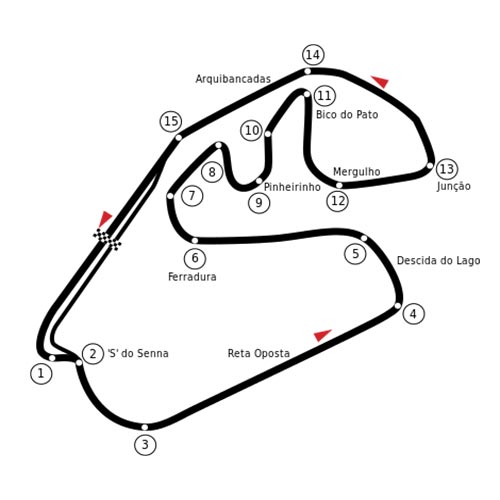 14
Arquibancadas
11
15
Bico do Pato
10
8
Mergulho
13
Pinheirinho
Junção
7
9
12
6
5
Descida do Lago
Ferradura
4
2 'S' do Senna
Reta Oposta
1
3